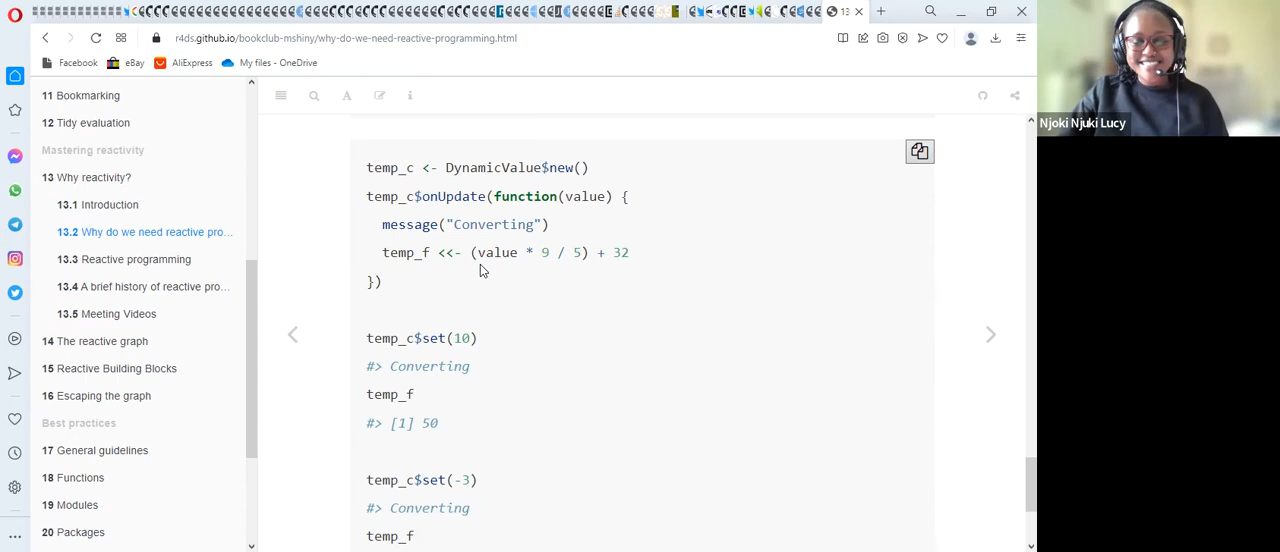 13
r4ds.github.io/bookclub-mshiny/why-do-we-need-reactive-programming.html
Facebook
eBay
AliExpress
My files - OneDrive
11 Bookmarking
12 Tidy evaluation
Mastering reactivity
13 Why reactivity?
13.1 Introduction
13.2 Why do we need reactive pro...
13.3 Reactive programming
13.4 A brief history of reactive pro...
13.5 Meeting Videos
14 The reactive graph
15 Reactive Building Blocks
16 Escaping the graph
Best practices
17 General guidelines
18 Functions
19 Modules
20 Packages
temp_c <- DynamicValue$new()
temp_c$onUpdate(function(value) {
message("Converting")
temp_f <<- (value * 9 / 5) + 32
})
temp_c$set(10)
#> Converting
temp_f
#> [1] 50
temp_c$set(-3)
#> Converting
temp_f
Njoki Njuki Lucy